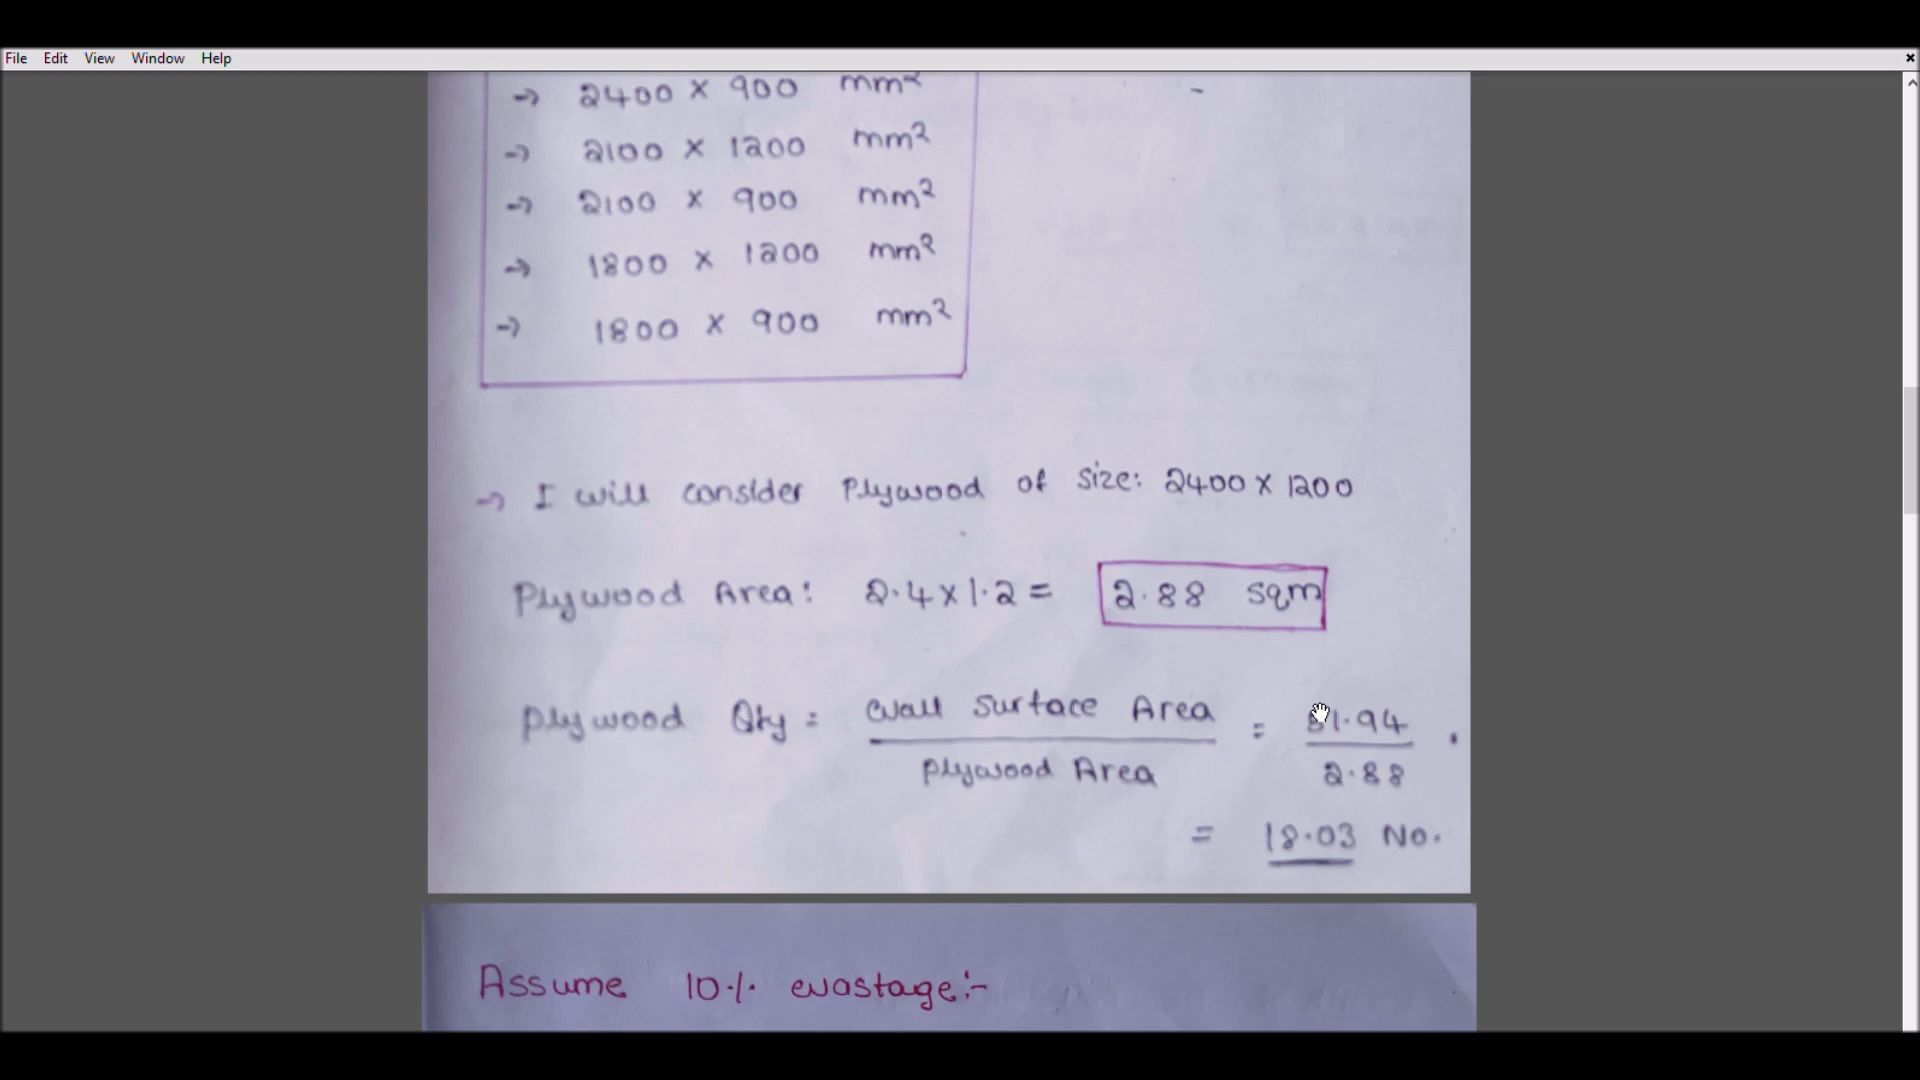 File Edit View Window Help
→ 2400 x 900 mm²
→ 2100 x 1200 mm²
→ 2100 x 900 mm²
→ 1800 x 1200 mm²
→ 1800 x 900 mm²
→ I will consider Plywood of size: 2400 x 1200
Plywood Area: 2.4 x 1.2 = 2.88 sqm
Plywood Qty = Wall Surface Area = 51.94 .
Plywood Area 2.88
= 18.03 No.
Assume 10% wastage:-